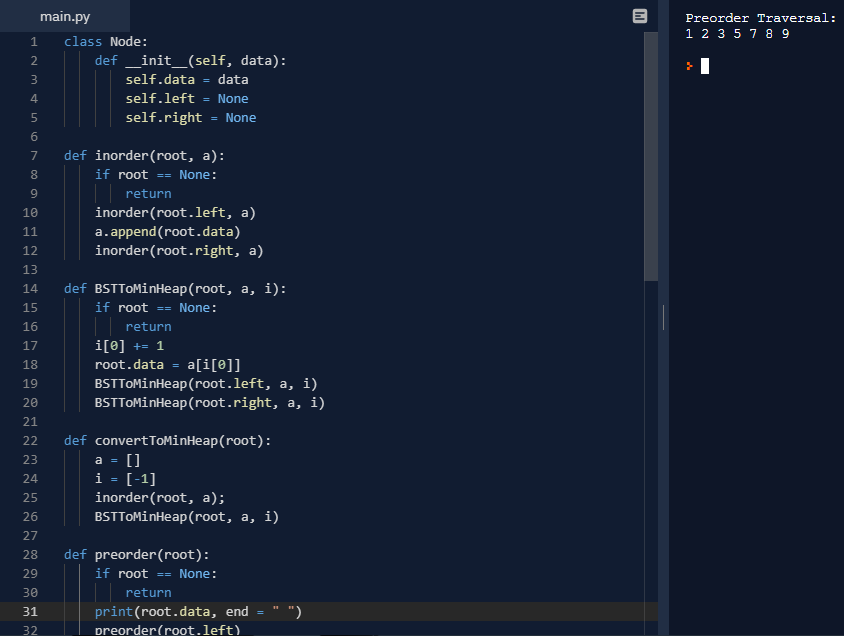 main.py
1 class Node:
2     def __init__(self, data):
3         self.data = data
4         self.left = None
5         self.right = None
6
7 def inorder(root, a):
8     if root == None:
9         return
10     inorder(root.left, a)
11     a.append(root.data)
12     inorder(root.right, a)
13
14 def BSTToMinHeap(root, a, i):
15     if root == None:
16         return
17     i[0] += 1
18     root.data = a[i[0]]
19     BSTToMinHeap(root.left, a, i)
20     BSTToMinHeap(root.right, a, i)
21
22 def convertToMinHeap(root):
23     a = []
24     i = [-1]
25     inorder(root, a);
26     BSTToMinHeap(root, a, i)
27
28 def preorder(root):
29     if root == None:
30         return
31     print(root.data, end = " ")
32     preorder(root.left)
Preorder Traversal:
1 2 3 5 7 8 9
>